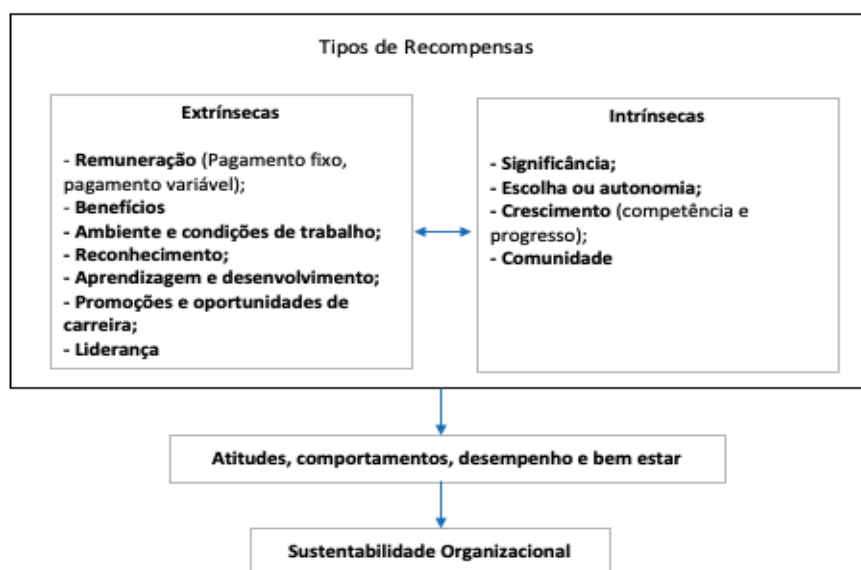 Tipos de Recompensas
Extrínsecas
- Remuneração (Pagamento fixo,
pagamento variável);
- Benefícios
- Ambiente e condições de trabalho;
- Reconhecimento;
- Aprendizagem e desenvolvimento;
- Promoções e oportunidades de
carreira;
- Liderança
Intrínsecas
- Significância;
- Escolha ou autonomia;
- Crescimento (competência e
progresso);
- Comunidade
Atitudes, comportamentos, desempenho e bem estar
Sustentabilidade Organizacional